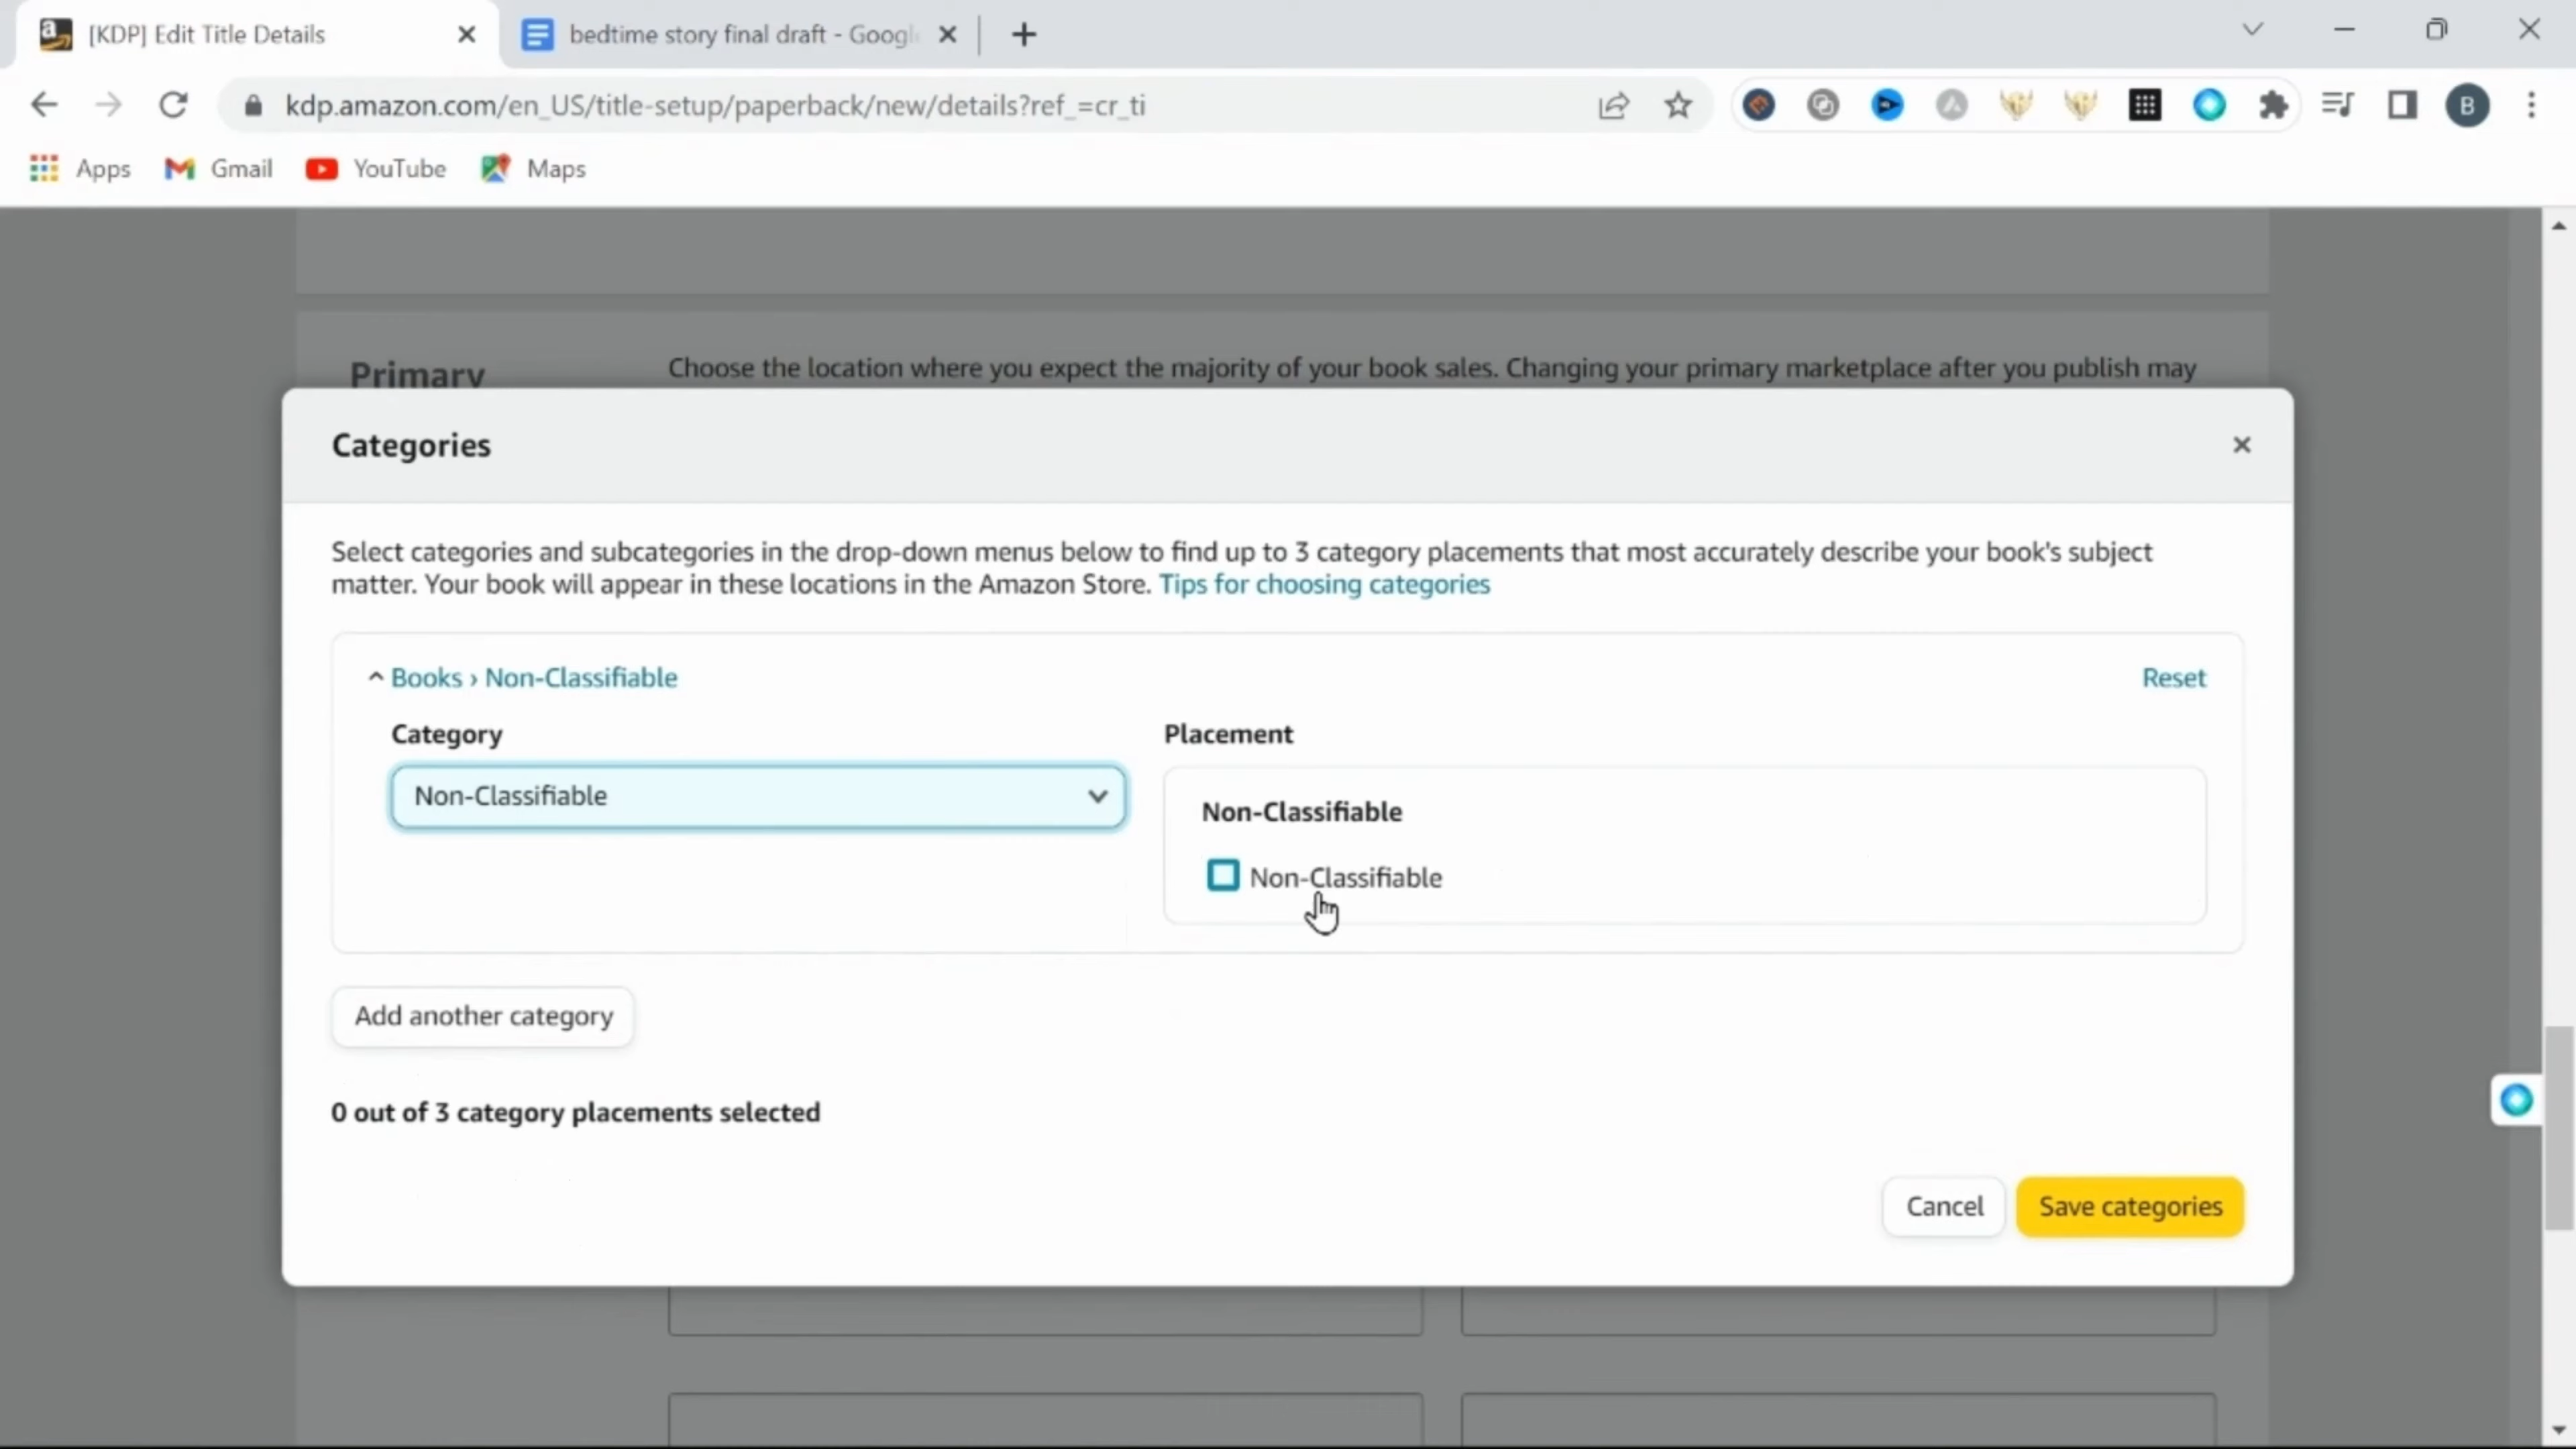 [KDP] Edit Title Details
bedtime story final draft - Googl
kdp.amazon.com/en_US/title-setup/paperback/new/details?ref_=cr_ti
B
Apps
Gmail
YouTube
Maps
Primary
Choose the location where you expect the majority of your book sales. Changing your primary marketplace after you publish may
Categories
Select categories and subcategories in the drop-down menus below to find up to 3 category placements that most accurately describe your book's subject
matter. Your book will appear in these locations in the Amazon Store. Tips for choosing categories
Books › Non-Classifiable
Reset
Category
Placement
Non-Classifiable
Non-Classifiable
Non-Classifiable
Add another category
0 out of 3 category placements selected
Cancel
Save categories